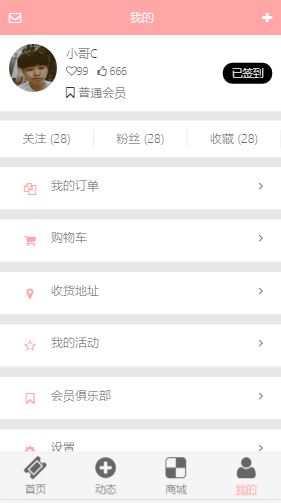 我的
小哥C
99 666
已签到
普通会员
关注 (28) 粉丝 (28) 收藏 (28)
我的订单
购物车
收货地址
我的活动
会员俱乐部
设置
首页 动态 商城 我的